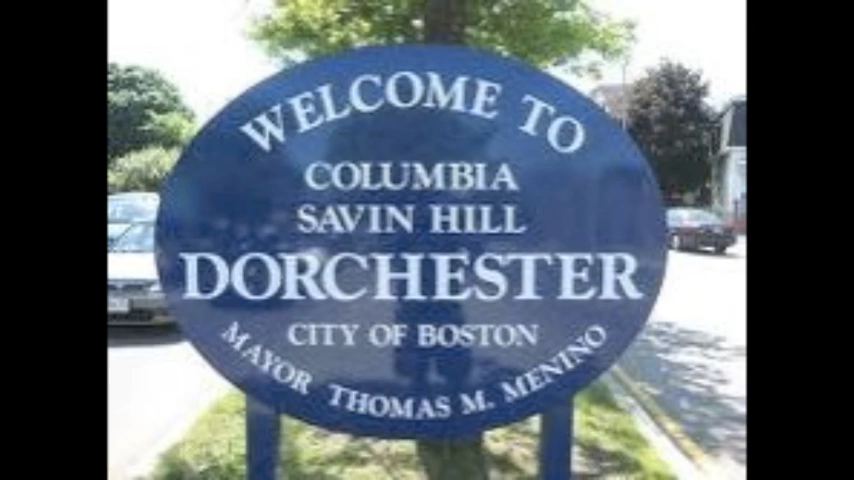 WELCOME TO
COLUMBIA
SAVIN HILL
DORCHESTER
CITY OF BOSTON
MAYOR THOMAS M. MENINO